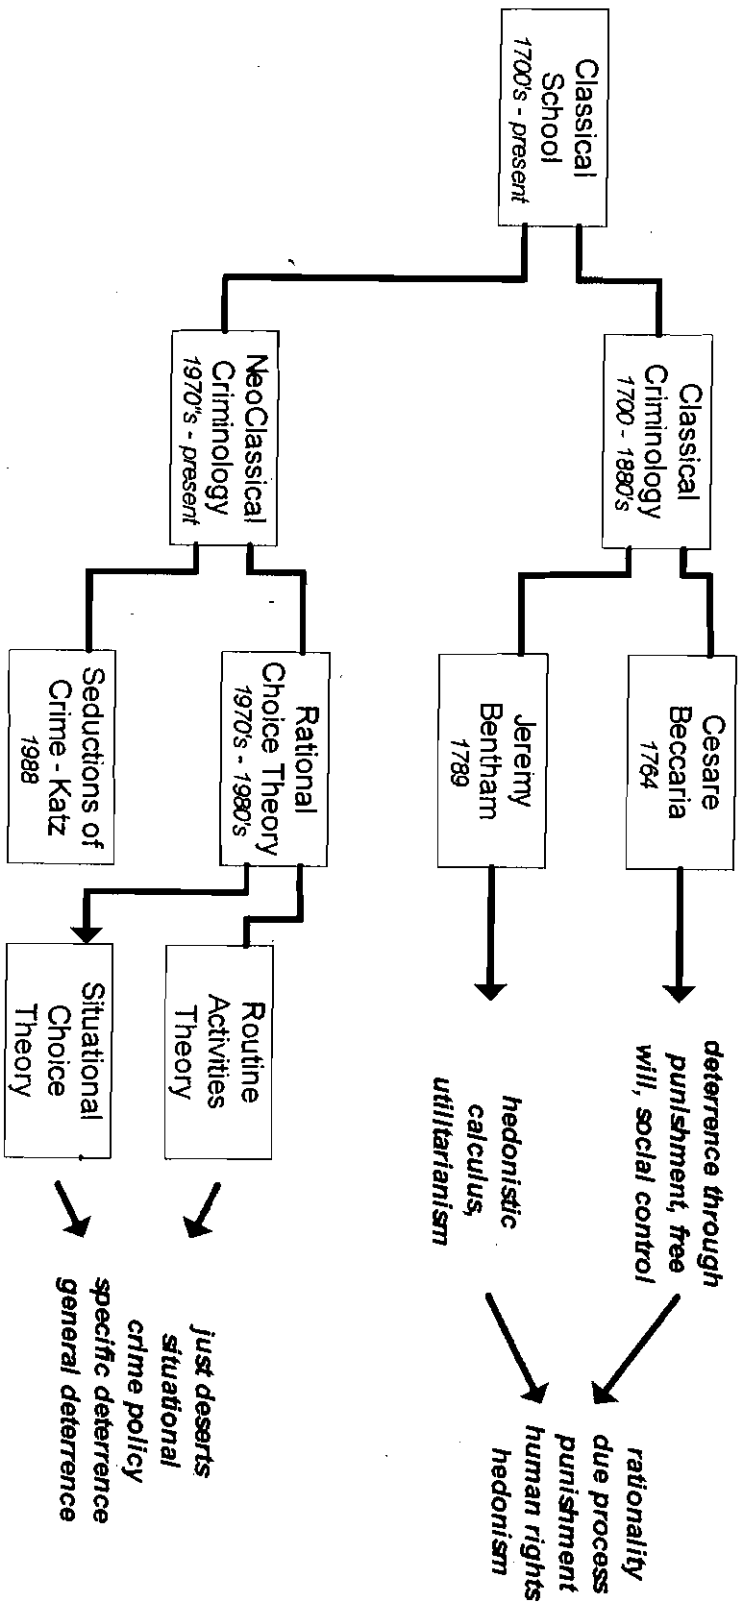 Classical
School
1700's - present
Classical
Criminology
1700 - 1880's
NeoClassical
Criminology
1970"s - present
Cesare
Beccaria
1764
Jeremy
Bentham
1789
Rational
Choice Theory
1970's - 1980's
Seductions of
Crime - Katz
1988
Routine
Activities
Theory
Situational
Choice
Theory
deterrence through
punishment, free
will, social control
hedonistic
calculus,
utilitarianism
rationality
due process
punishment
human rights
hedonism
just deserts
situational
crime policy
specific deterrence
general deterrence